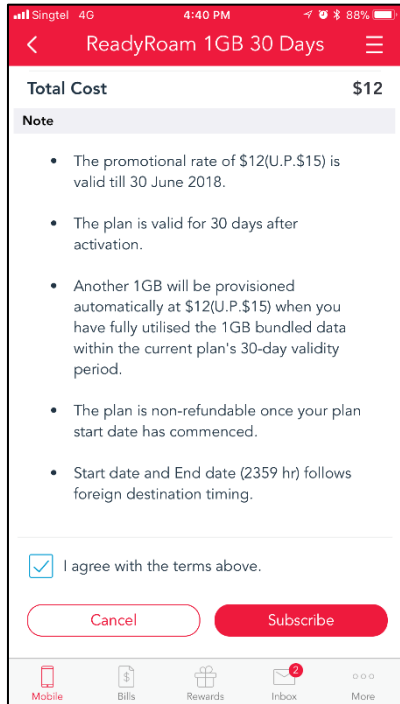 Singtel 4G 4:40 PM 88%
ReadyRoam 1GB 30 Days
Total Cost $12
Note
• The promotional rate of $12(U.P.$15) is
valid till 30 June 2018.
• The plan is valid for 30 days after
activation.
• Another 1GB will be provisioned
automatically at $12(U.P.$15) when you
have fully utilised the 1GB bundled data
within the current plan's 30-day validity
period.
• The plan is non-refundable once your plan
start date has commenced.
• Start date and End date (2359 hr) follows
foreign destination timing.
I agree with the terms above.
Cancel Subscribe
2
Mobile Bills Rewards Inbox More